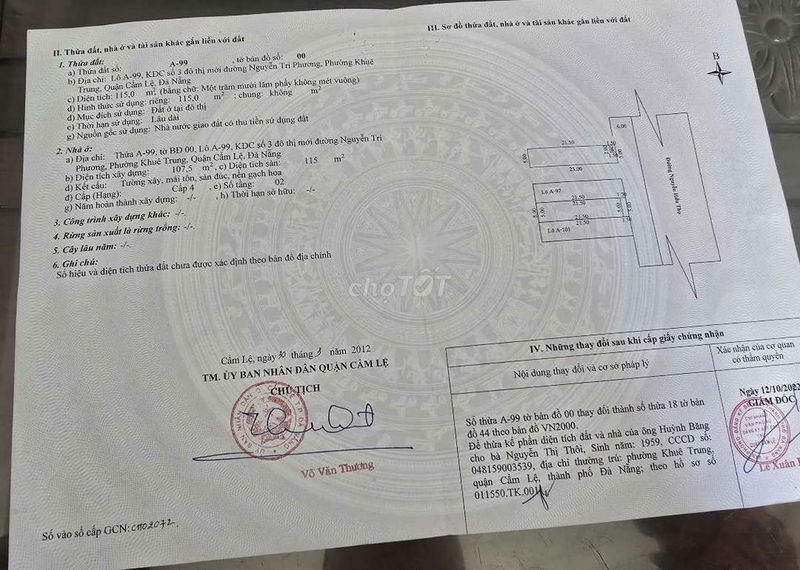 II. Thửa đất, nhà ở và tài sản khác gắn liền với đất
1. Thửa đất:
a) Thửa đất số: A-99 , tờ bản đồ số: 00
b) Địa chỉ: Lô A-99, KDC số 3 đô thị mới đường Nguyễn Tri Phương, Phường Khuê
Trung, Quận Cẩm Lệ, Đà Nẵng
c) Diện tích: 115,0 m² (bằng chữ: Một trăm mười lăm phẩy không mét vuông)
d) Hình thức sử dụng: riêng: 115,0 m² ; chung: không m²
đ) Mục đích sử dụng: Đất ở tại đô thị
e) Thời hạn sử dụng: Lâu dài
g) Nguồn gốc sử dụng: Nhà nước giao đất có thu tiền sử dụng đất
2. Nhà ở:
a) Địa chỉ: Thửa A-99, tờ BĐ 00, Lô A-99, KDC số 3 đô thị mới đường Nguyễn Tri
Phương, Phường Khuê Trung, Quận Cẩm Lệ, Đà Nẵng
b) Diện tích xây dựng: 107,5 m² , c) Diện tích sàn: 115 m²
d) Kết cấu: Tường xây, mái tôn, sàn đúc, nền gạch hoa
đ) Cấp (Hạng): Cấp 4 , e) Số tầng: 02
g) Năm hoàn thành xây dựng: -/- , h) Thời hạn sở hữu: -/-
3. Công trình xây dựng khác: -/-
4. Rừng sản xuất là rừng trồng: -/-
5. Cây lâu năm: -/-
6. Ghi chú:
Số hiệu và diện tích thửa đất chưa được xác định theo bản đồ địa chính
Cẩm Lệ, ngày 30 tháng 3 năm 2012
TM. ỦY BAN NHÂN DÂN QUẬN CẨM LỆ
CHỦ TỊCH
Võ Văn Thương
Số vào sổ cấp GCN: CH02072
chợTỐT
III. Sơ đồ thửa đất, nhà ở và tài sản khác gắn liền với đất
B
6.00
21.50
1.50
5.00
23.00
Lô A-97
21.50
21.50
5.00
21.50
Lô A-101
Đường Nguyễn Hữu Thọ
IV. Những thay đổi sau khi cấp giấy chứng nhận
Nội dung thay đổi và cơ sở pháp lý
Xác nhận của cơ quan
có thẩm quyền
Số thửa A-99 tờ bản đồ 00 thay đổi thành số thửa 18 tờ bản
đồ 44 theo bản đồ VN2000.
Để thừa kế phần diện tích đất và nhà của ông Huỳnh Băng
cho bà Nguyễn Thị Thôi, Sinh năm: 1959, CCCD số:
048159003539, địa chỉ thường trú: phường Khuê Trung,
quận Cẩm Lệ, thành phố Đà Nẵng; theo hồ sơ số
011550.TK.001
Ngày 12/10/2022
GIÁM ĐỐC
Lê Xuân